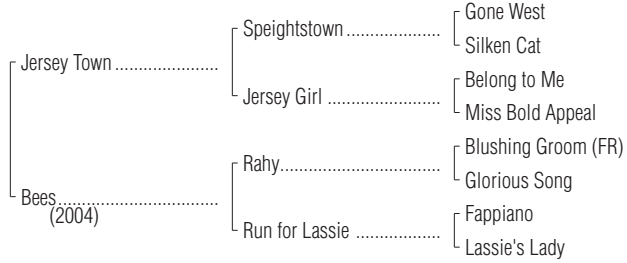 Gone West
Speightstown
Silken Cat
Jersey Town
Belong to Me
Jersey Girl
Miss Bold Appeal
Blushing Groom (FR)
Rahy
Glorious Song
Bees
(2004)
Fappiano
Run for Lassie
Lassie's Lady